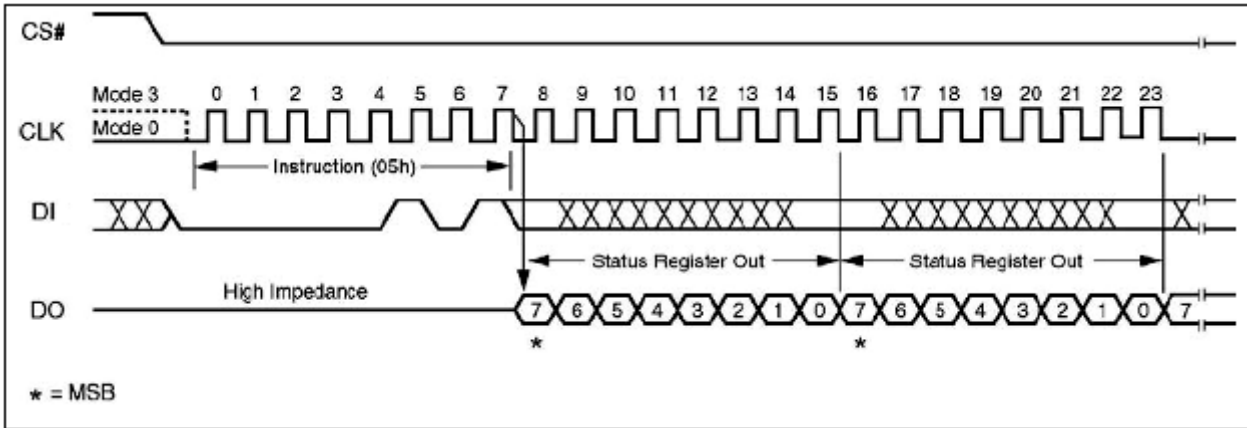 CS#
Mode 3 0 1 2 3 4 5 6 7 8 9 10 11 12 13 14 15 16 17 18 19 20 21 22 23
CLK Mode 0
Instruction (05h)
DI
Status Register Out Status Register Out
High Impedance
DO 7 6 5 4 3 2 1 0 7 6 5 4 3 2 1 0 7
* *
* = MSB